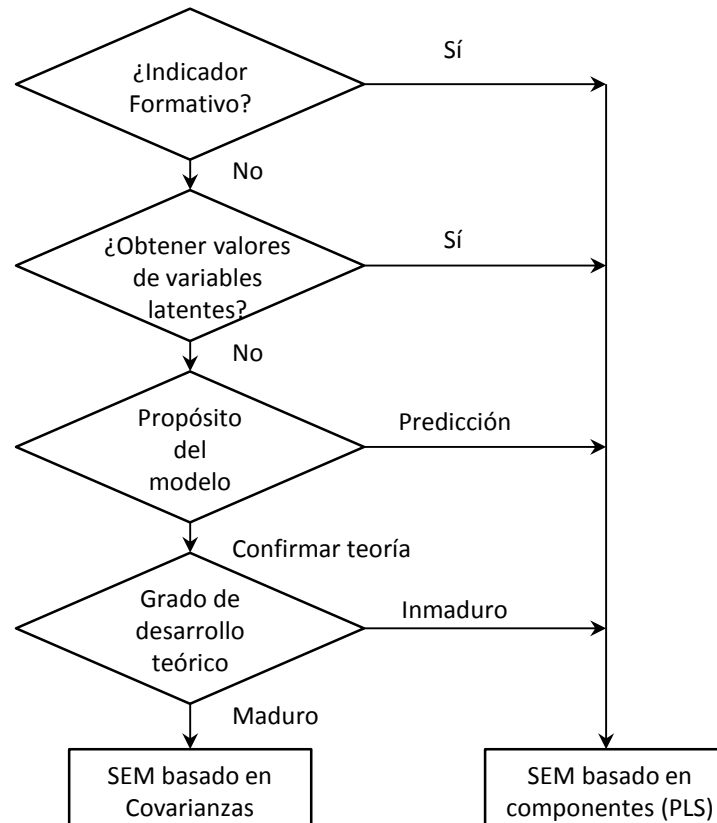 ¿Indicador
Formativo?
Sí
No
¿Obtener valores
de variables
latentes?
Sí
No
Propósito
del
modelo
Predicción
Confirmar teoría
Grado de
desarrollo
teórico
Inmaduro
Maduro
SEM basado en
Covarianzas
SEM basado en
componentes (PLS)